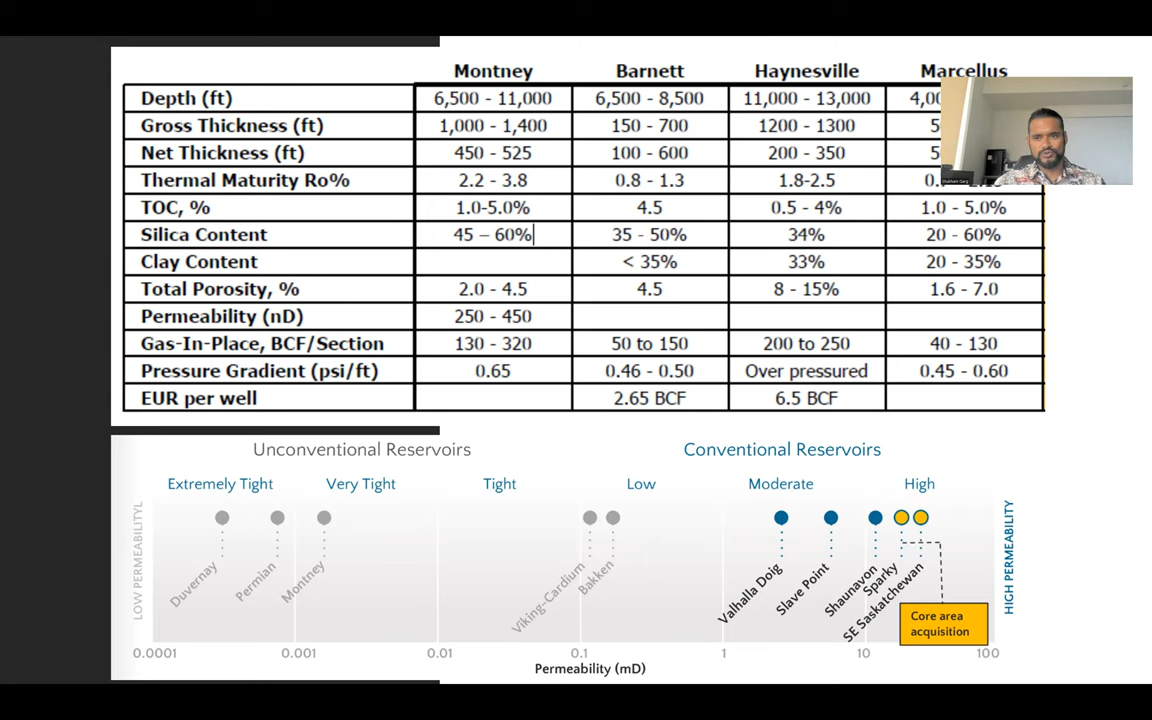 Montney Barnett Haynesville Marcellus
Depth (ft) 6,500 - 11,000 6,500 - 8,500 11,000 - 13,000
Gross Thickness (ft) 1,000 - 1,400 150 - 700 1200 - 1300
Net Thickness (ft) 450 - 525 100 - 600 200 - 350
Thermal Maturity Ro% 2.2 - 3.8 0.8 - 1.3 1.8-2.5
TOC, % 1.0-5.0% 4.5 0.5 - 4% 1.0 - 5.0%
Silica Content 45 – 60% 35 - 50% 34% 20 - 60%
Clay Content < 35% 33% 20 - 35%
Total Porosity, % 2.0 - 4.5 4.5 8 - 15% 1.6 - 7.0
Permeability (nD) 250 - 450
Gas-In-Place, BCF/Section 130 - 320 50 to 150 200 to 250 40 - 130
Pressure Gradient (psi/ft) 0.65 0.46 - 0.50 Over pressured 0.45 - 0.60
EUR per well 2.65 BCF 6.5 BCF
Unconventional Reservoirs Conventional Reservoirs
Extremely Tight Very Tight Tight Low Moderate High
LOW PERMEABILITYL
Duvernay
Permian
Montney
Viking-Cardium
Bakken
Valhalla Doig
Slave Point
Shaunavon
Sparky
SE Saskatchewan
HIGH PERMEABILITY
Core area
acquisition
0.0001 0.001 0.01 0.1 1 10 100
Permeability (mD)